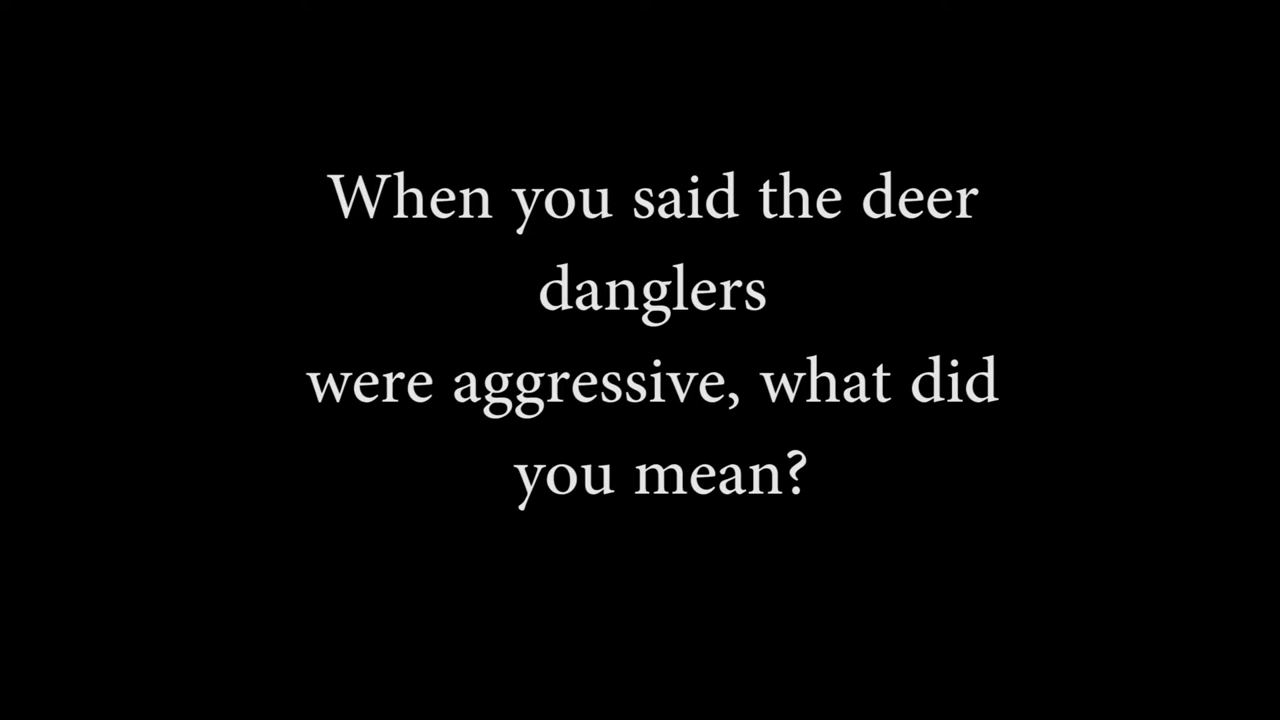 When you said the deer
danglers
were aggressive, what did
you mean?